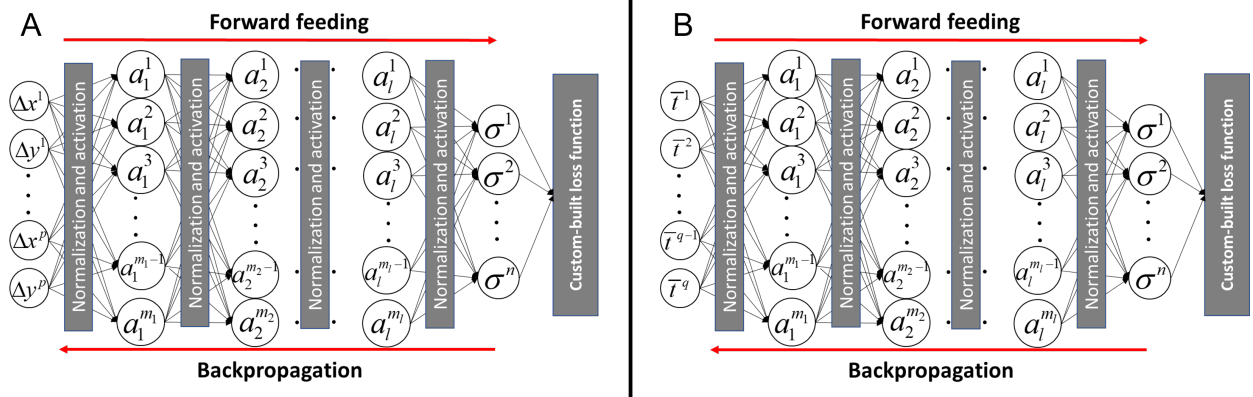 A
Forward feeding
Δx¹
Δy¹
Δxᵖ
Δyᵖ
Normalization and activation
a₁¹
a₁²
a₁³
a₁^{m₁−1}
a₁^{m₁}
Normalization and activation
a₂¹
a₂²
a₂³
a₂^{m₂−1}
a₂^{m₂}
Normalization and activation
a_l¹
a_l²
a_l³
a_l^{m_l−1}
a_l^{m_l}
Normalization and activation
σ¹
σ²
σⁿ
Custom-built loss function
Backpropagation
B
Forward feeding
t̅¹
t̅²
t̅^{q−1}
t̅^q
Normalization and activation
a₁¹
a₁²
a₁³
a₁^{m₁−1}
a₁^{m₁}
Normalization and activation
a₂¹
a₂²
a₂³
a₂^{m₂−1}
a₂^{m₂}
Normalization and activation
a_l¹
a_l²
a_l³
a_l^{m_l−1}
a_l^{m_l}
Normalization and activation
σ¹
σ²
σⁿ
Custom-built loss function
Backpropagation